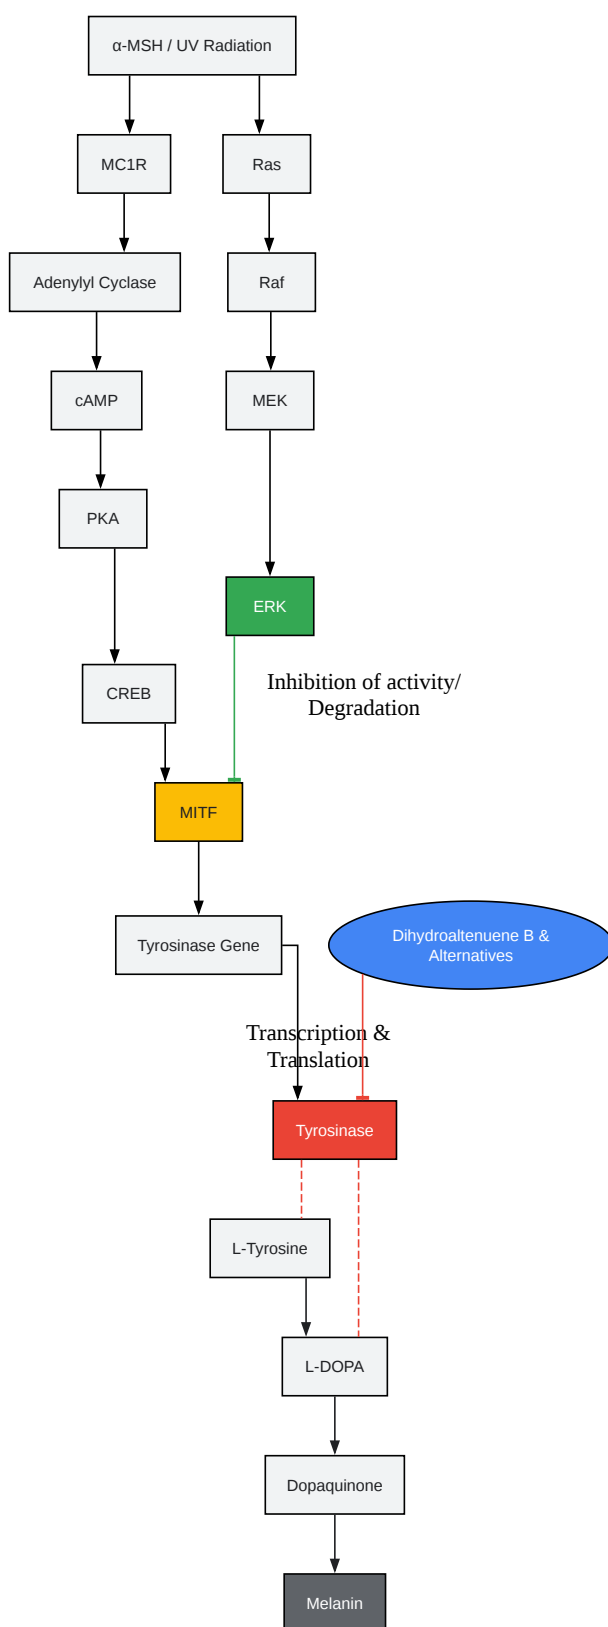 α-MSH / UV Radiation
MC1R
Ras
Adenylyl Cyclase
Raf
cAMP
MEK
PKA
ERK
CREB
Inhibition of activity/
Degradation
MITF
Tyrosinase Gene
Dihydroaltenuene B &
Alternatives
Transcription &
Translation
Tyrosinase
L-Tyrosine
L-DOPA
Dopaquinone
Melanin